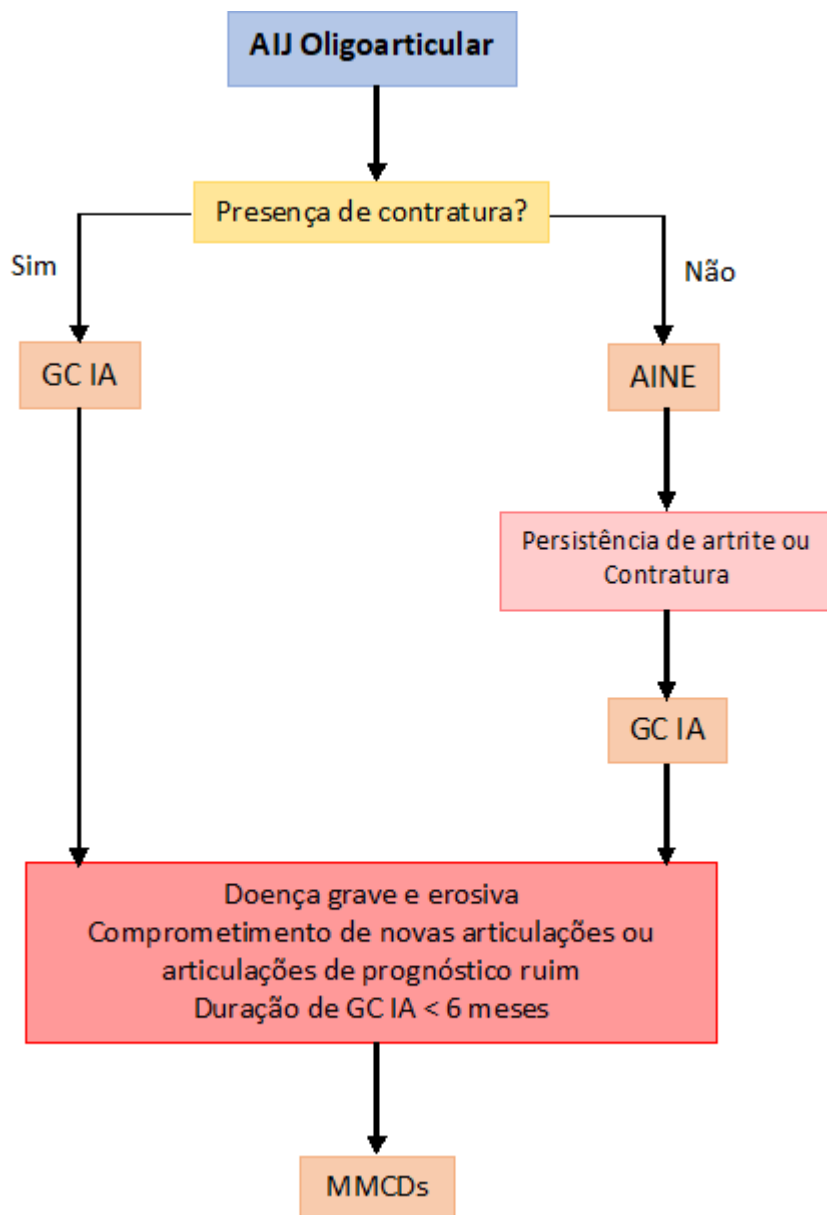 AIJ Oligoarticular
Presença de contratura?
Sim
Não
GC IA
AINE
Persistência de artrite ou
Contratura
GC IA
Doença grave e erosiva
Comprometimento de novas articulações ou
articulações de prognóstico ruim
Duração de GC IA < 6 meses
MMCDs